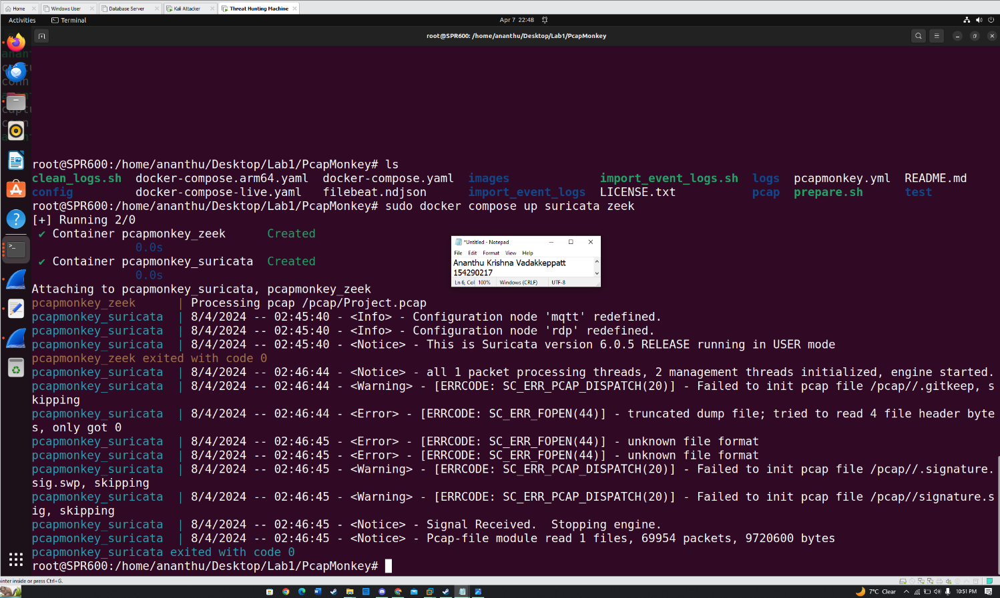 Home
Windows User
Database Server
Kali Attacker
Threat Hunting Machine
Activities
Terminal
Apr 7 22:48
root@SPR600: /home/ananthu/Desktop/Lab1/PcapMonkey
root@SPR600:/home/ananthu/Desktop/Lab1/PcapMonkey# ls
clean_logs.sh docker-compose.arm64.yaml docker-compose.yaml images import_event_logs.sh logs pcapmonkey.yml README.md
config docker-compose-live.yaml filebeat.ndjson import_event_logs LICENSE.txt pcap prepare.sh test
root@SPR600:/home/ananthu/Desktop/Lab1/PcapMonkey# sudo docker compose up suricata zeek
[+] Running 2/0
✔ Container pcapmonkey_zeek Created
0.0s
✔ Container pcapmonkey_suricata Created
0.0s
*Untitled - Notepad
File Edit Format View Help
Ananthu Krishna Vadakkeppatt
154290217
Ln 6, Col 100% Windows (CRLF) UTF-8
Attaching to pcapmonkey_suricata, pcapmonkey_zeek
pcapmonkey_zeek | Processing pcap /pcap/Project.pcap
pcapmonkey_suricata | 8/4/2024 -- 02:45:40 - <Info> - Configuration node 'mqtt' redefined.
pcapmonkey_suricata | 8/4/2024 -- 02:45:40 - <Info> - Configuration node 'rdp' redefined.
pcapmonkey_suricata | 8/4/2024 -- 02:45:40 - <Notice> - This is Suricata version 6.0.5 RELEASE running in USER mode
pcapmonkey_zeek exited with code 0
pcapmonkey_suricata | 8/4/2024 -- 02:46:44 - <Notice> - all 1 packet processing threads, 2 management threads initialized, engine started.
pcapmonkey_suricata | 8/4/2024 -- 02:46:44 - <Warning> - [ERRCODE: SC_ERR_PCAP_DISPATCH(20)] - Failed to init pcap file /pcap//.gitkeep, s
kipping
pcapmonkey_suricata | 8/4/2024 -- 02:46:44 - <Error> - [ERRCODE: SC_ERR_FOPEN(44)] - truncated dump file; tried to read 4 file header byte
s, only got 0
pcapmonkey_suricata | 8/4/2024 -- 02:46:45 - <Error> - [ERRCODE: SC_ERR_FOPEN(44)] - unknown file format
pcapmonkey_suricata | 8/4/2024 -- 02:46:45 - <Error> - [ERRCODE: SC_ERR_FOPEN(44)] - unknown file format
pcapmonkey_suricata | 8/4/2024 -- 02:46:45 - <Warning> - [ERRCODE: SC_ERR_PCAP_DISPATCH(20)] - Failed to init pcap file /pcap//.signature.
sig.swp, skipping
pcapmonkey_suricata | 8/4/2024 -- 02:46:45 - <Warning> - [ERRCODE: SC_ERR_PCAP_DISPATCH(20)] - Failed to init pcap file /pcap//signature.s
ig, skipping
pcapmonkey_suricata | 8/4/2024 -- 02:46:45 - <Notice> - Signal Received. Stopping engine.
pcapmonkey_suricata | 8/4/2024 -- 02:46:45 - <Notice> - Pcap-file module read 1 files, 69954 packets, 9720600 bytes
pcapmonkey_suricata exited with code 0
root@SPR600:/home/ananthu/Desktop/Lab1/PcapMonkey#
inter inside or press Ctrl+G.
7°C Clear
10:51 PM